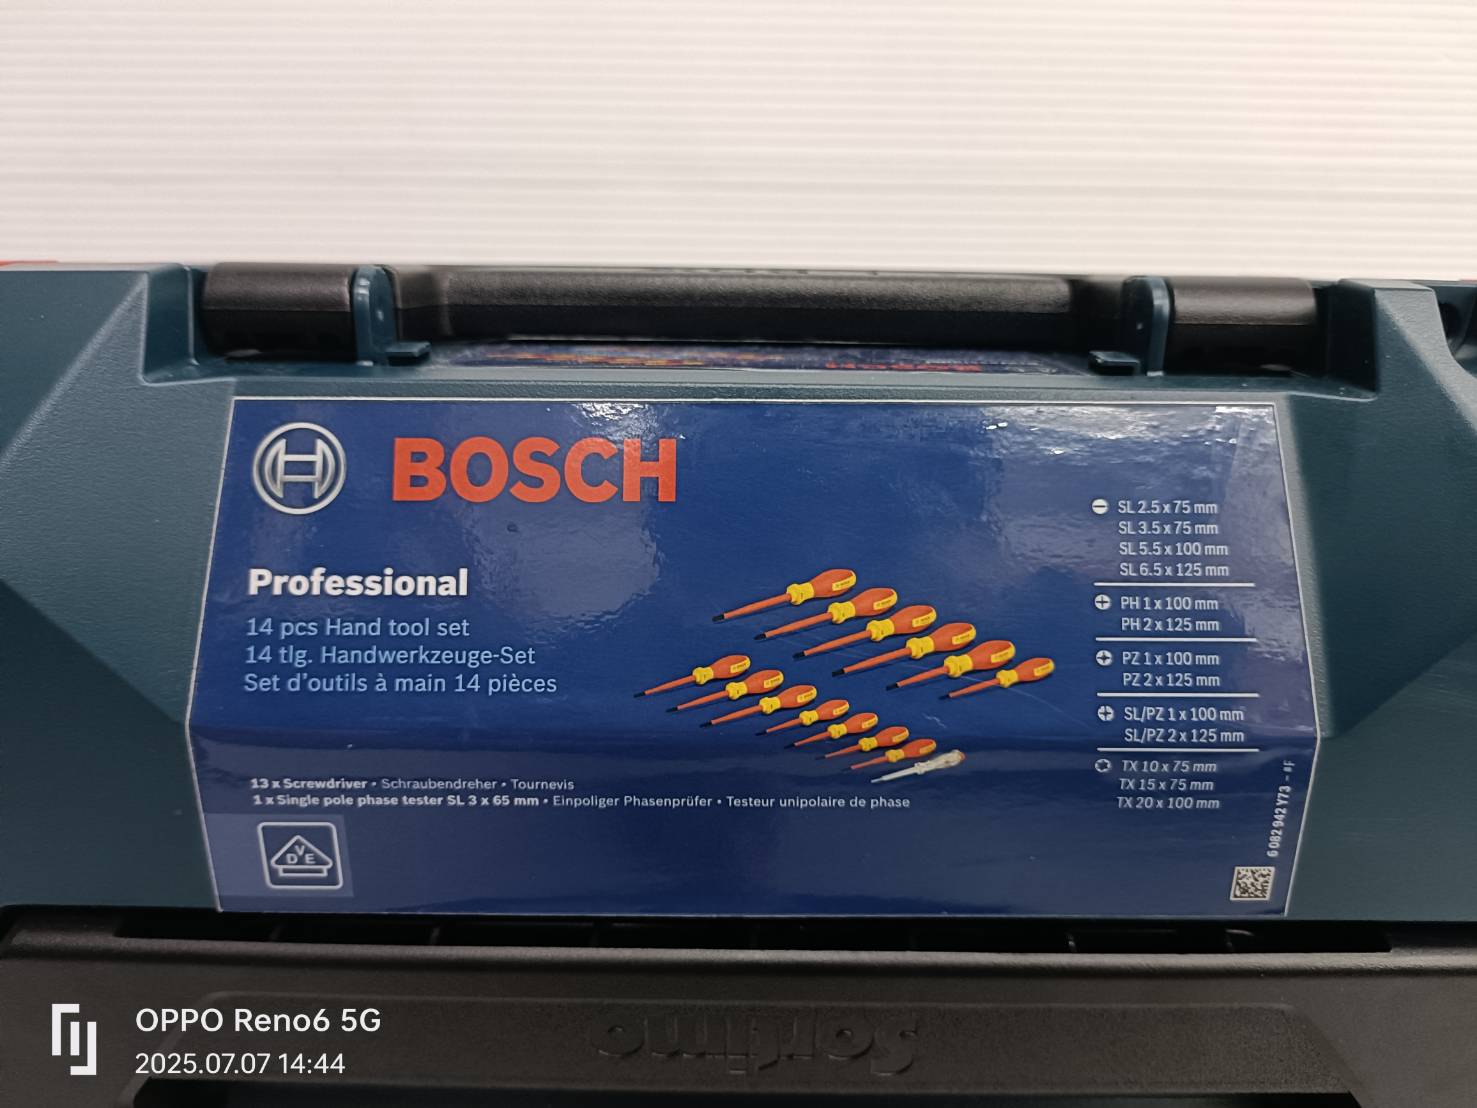 BOSCH
Professional
14 pcs Hand tool set
14 tlg. Handwerkzeuge-Set
Set d'outils à main 14 pièces
13 x Screwdriver • Schraubendreher • Tournevis
1 x Single pole phase tester SL 3 x 65 mm • Einpoliger Phasenprüfer • Testeur unipolaire de phase
DVE
SL 2.5 x 75 mm
SL 3.5 x 75 mm
SL 5.5 x 100 mm
SL 6.5 x 125 mm
PH 1 x 100 mm
PH 2 x 125 mm
PZ 1 x 100 mm
PZ 2 x 125 mm
SL/PZ 1 x 100 mm
SL/PZ 2 x 125 mm
TX 10 x 75 mm
TX 15 x 75 mm
TX 20 x 100 mm
6 082 942 Y73 - #F
sortimo
OPPO Reno6 5G
2025.07.07 14:44